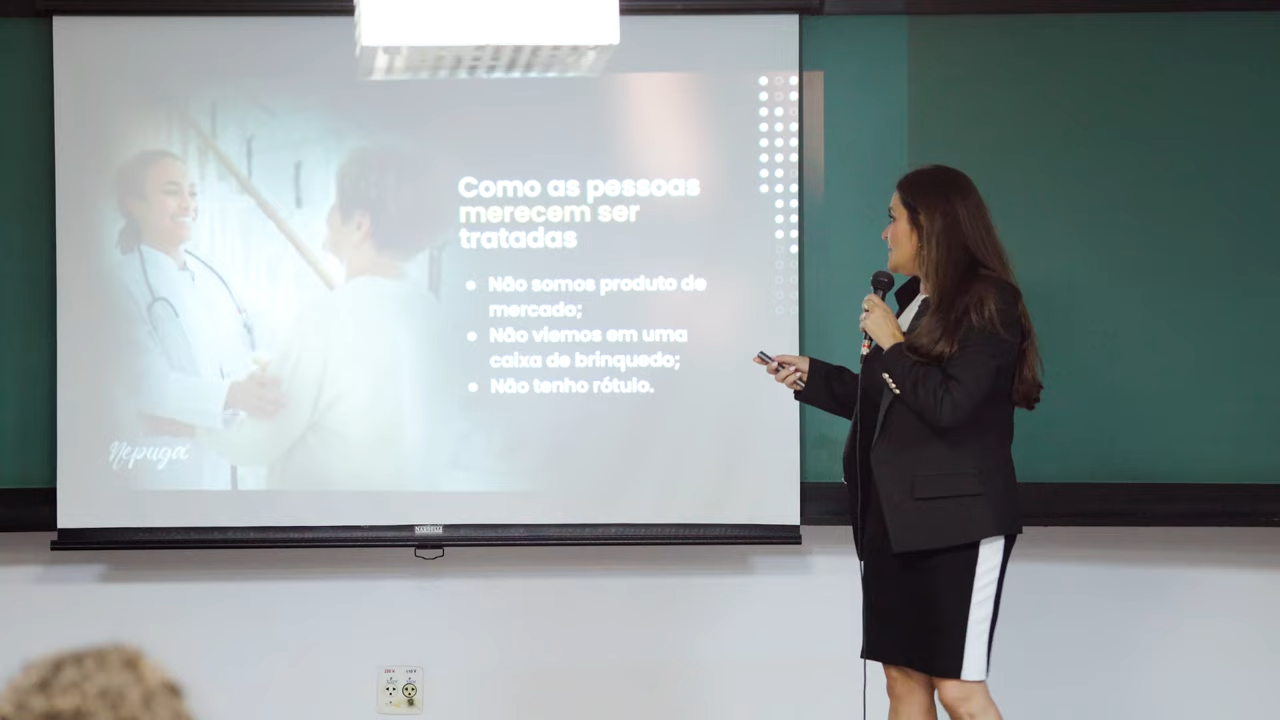 Como as pessoas
merecem ser
tratadas
• Não somos produto de
mercado;
• Não viemos em uma
caixa de brinquedo;
• Não tenho rótulo.
Nepuga